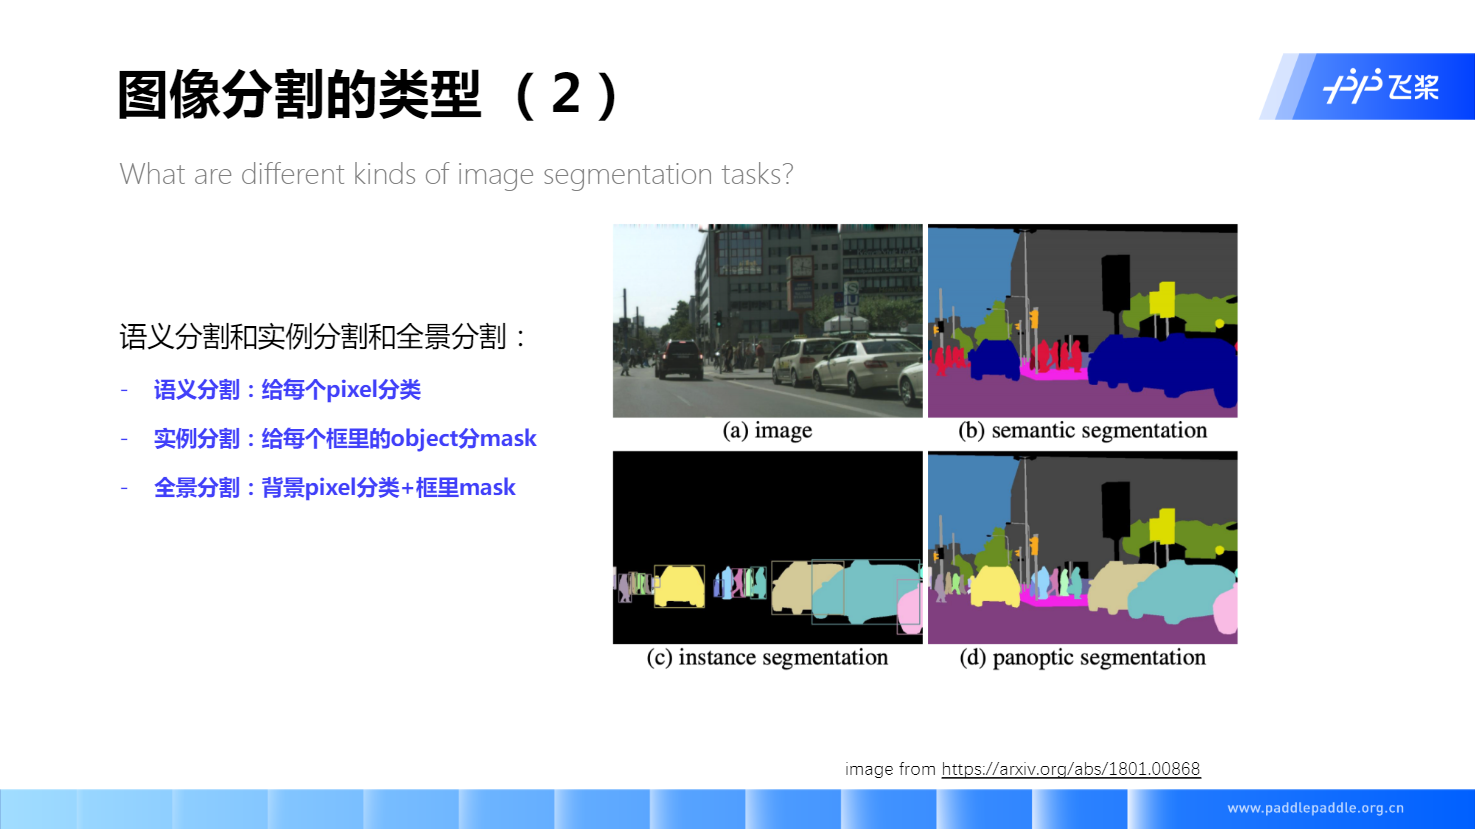 图像分割的类型 （2）
飞桨
What are different kinds of image segmentation tasks?
语义分割和实例分割和全景分割：
- 语义分割：给每个pixel分类
- 实例分割：给每个框里的object分mask
- 全景分割：背景pixel分类+框里mask
(a) image
(b) semantic segmentation
(c) instance segmentation
(d) panoptic segmentation
image from https://arxiv.org/abs/1801.00868
www.paddlepaddle.org.cn